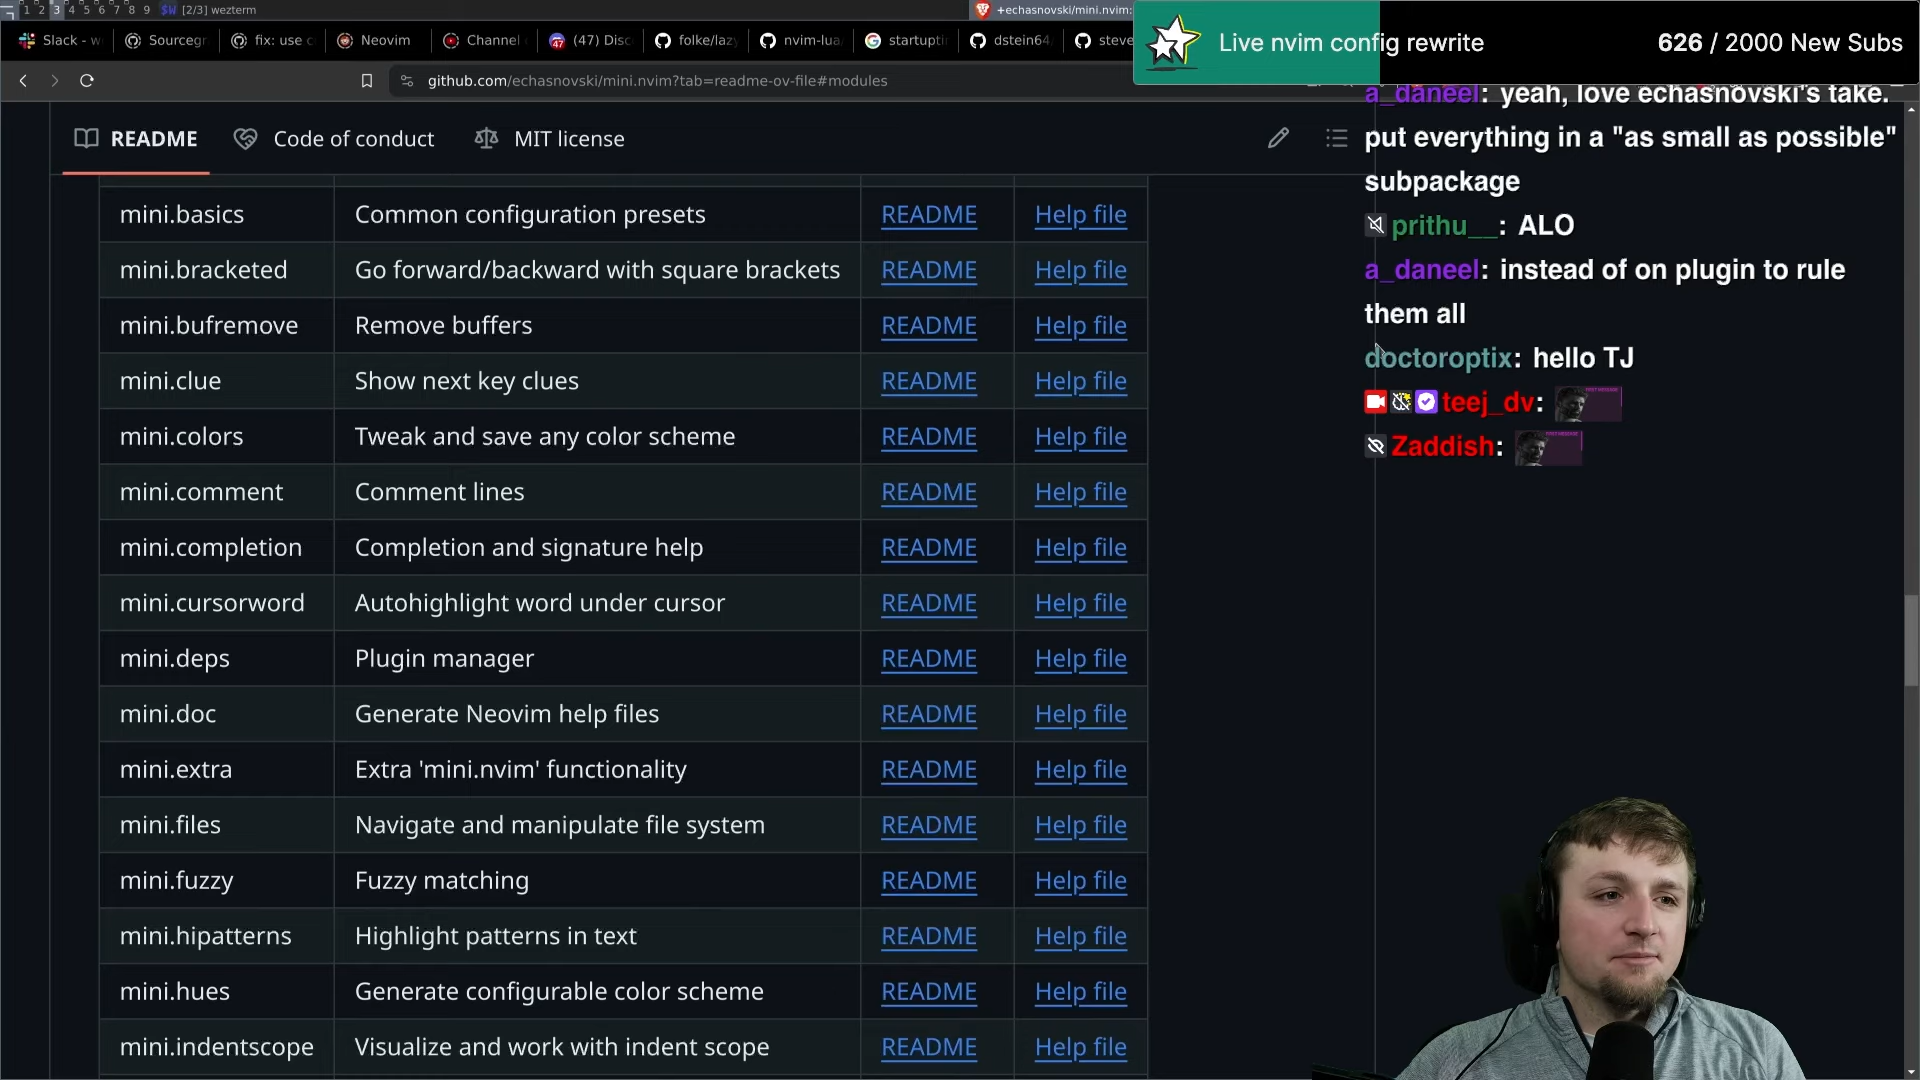 1 2 3 4 5 6 7 8 9 $W [2/3] wezterm
+echasnovski/mini.nvim:
Slack - w
Sourcegr
fix: use c
Neovim
Channel
(47) Disc
folke/lazy
nvim-lua
startupti
dstein64
steve
Live nvim config rewrite
626 / 2000 New Subs
github.com/echasnovski/mini.nvim?tab=readme-ov-file#modules
README Code of conduct MIT license
mini.basics Common configuration presets README Help file
mini.bracketed Go forward/backward with square brackets README Help file
mini.bufremove Remove buffers README Help file
mini.clue Show next key clues README Help file
mini.colors Tweak and save any color scheme README Help file
mini.comment Comment lines README Help file
mini.completion Completion and signature help README Help file
mini.cursorword Autohighlight word under cursor README Help file
mini.deps Plugin manager README Help file
mini.doc Generate Neovim help files README Help file
mini.extra Extra 'mini.nvim' functionality README Help file
mini.files Navigate and manipulate file system README Help file
mini.fuzzy Fuzzy matching README Help file
mini.hipatterns Highlight patterns in text README Help file
mini.hues Generate configurable color scheme README Help file
mini.indentscope Visualize and work with indent scope README Help file
a_daneel: yeah, love echasnovski's take.
put everything in a "as small as possible"
subpackage
prithu__: ALO
a_daneel: instead of on plugin to rule
them all
doctoroptix: hello TJ
teej_dv:
Zaddish: